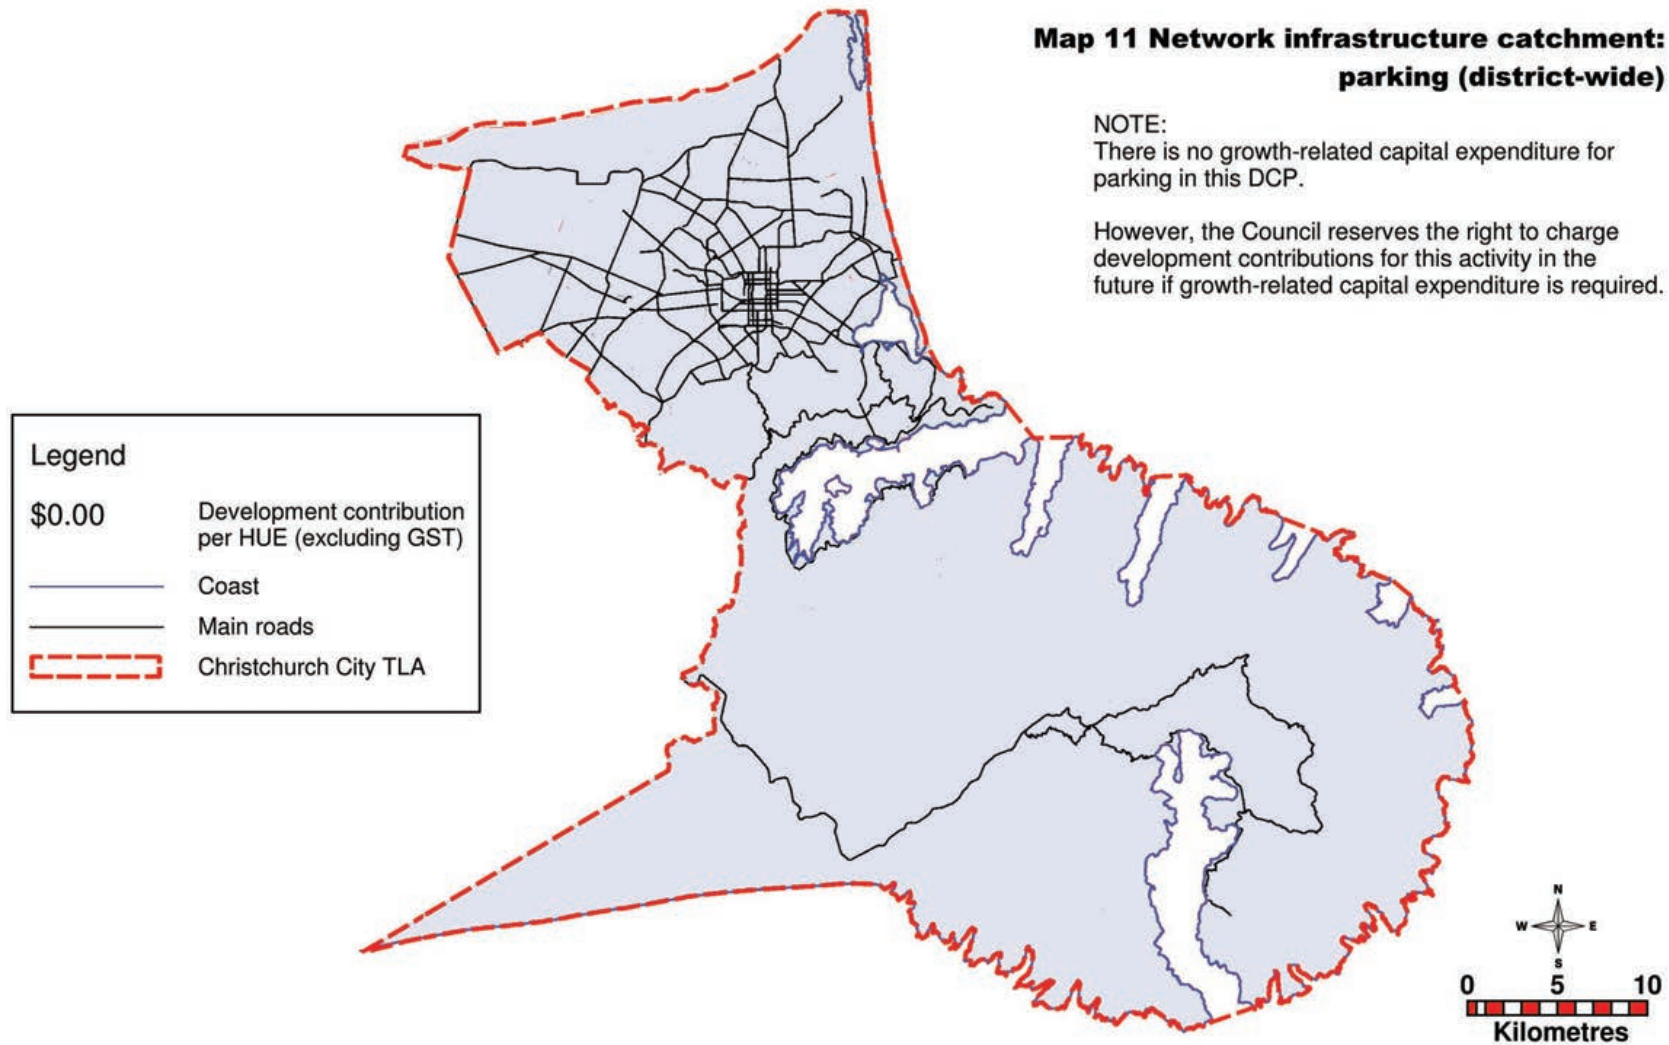 Map 11 Network infrastructure catchment:
parking (district-wide)
NOTE:
There is no growth-related capital expenditure for
parking in this DCP.
However, the Council reserves the right to charge
development contributions for this activity in the
future if growth-related capital expenditure is required.
Legend
$0.00 Development contribution
per HUE (excluding GST)
Coast
Main roads
Christchurch City TLA
N
W E
S
0 5 10
Kilometres